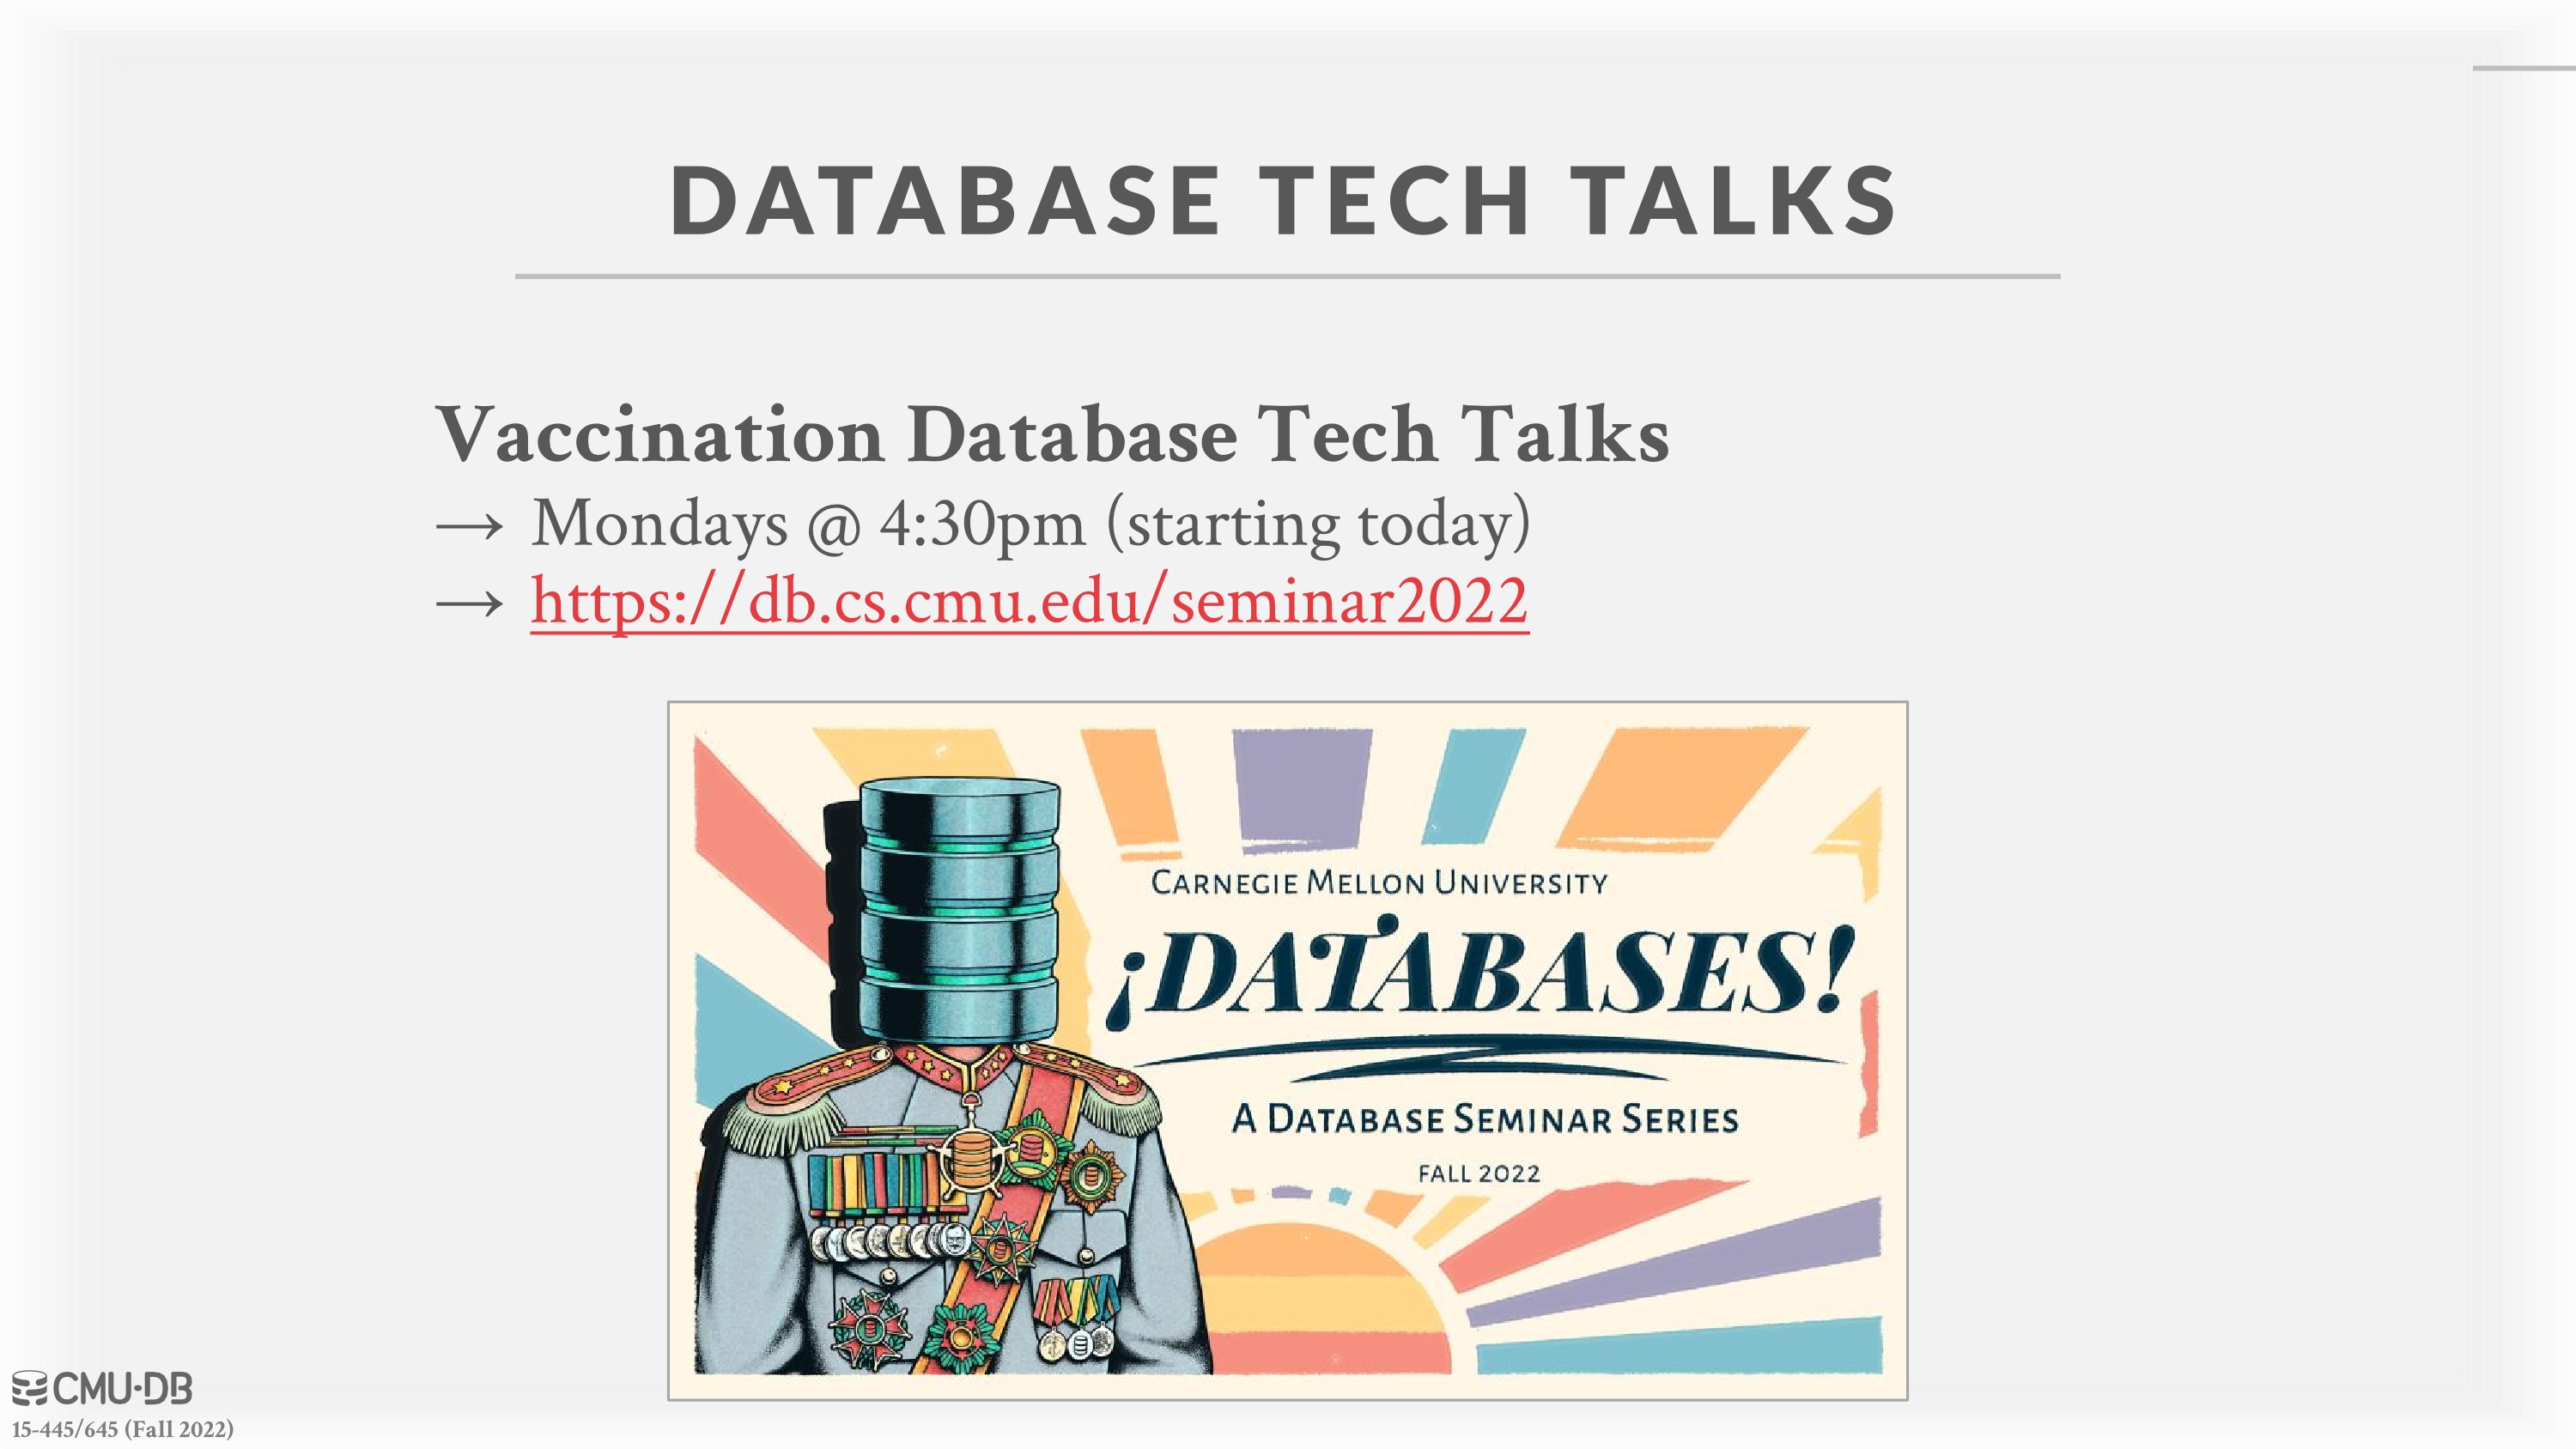 DATABASE TECH TALKS
Vaccination Database Tech Talks
→ Mondays @ 4:30pm (starting today)
→ https://db.cs.cmu.edu/seminar2022
CARNEGIE MELLON UNIVERSITY
¡DATABASES!
A DATABASE SEMINAR SERIES
FALL 2022
CMU·DB
15-445/645 (Fall 2022)